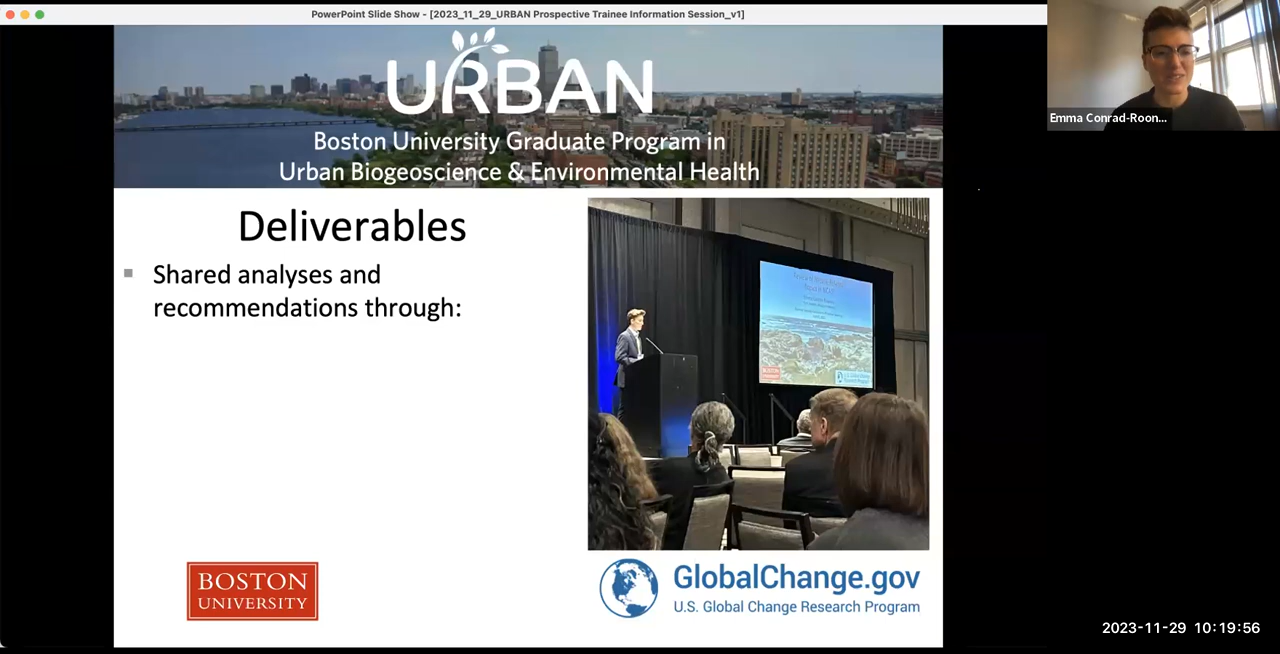 PowerPoint Slide Show - [2023_11_29_URBAN Prospective Trainee Information Session_v1]
URBAN
Boston University Graduate Program in
Urban Biogeoscience & Environmental Health
Emma Conrad-Roon...
Deliverables
Shared analyses and
recommendations through:
BOSTON
UNIVERSITY
GlobalChange.gov
U.S. Global Change Research Program
2023-11-29 10:19:56